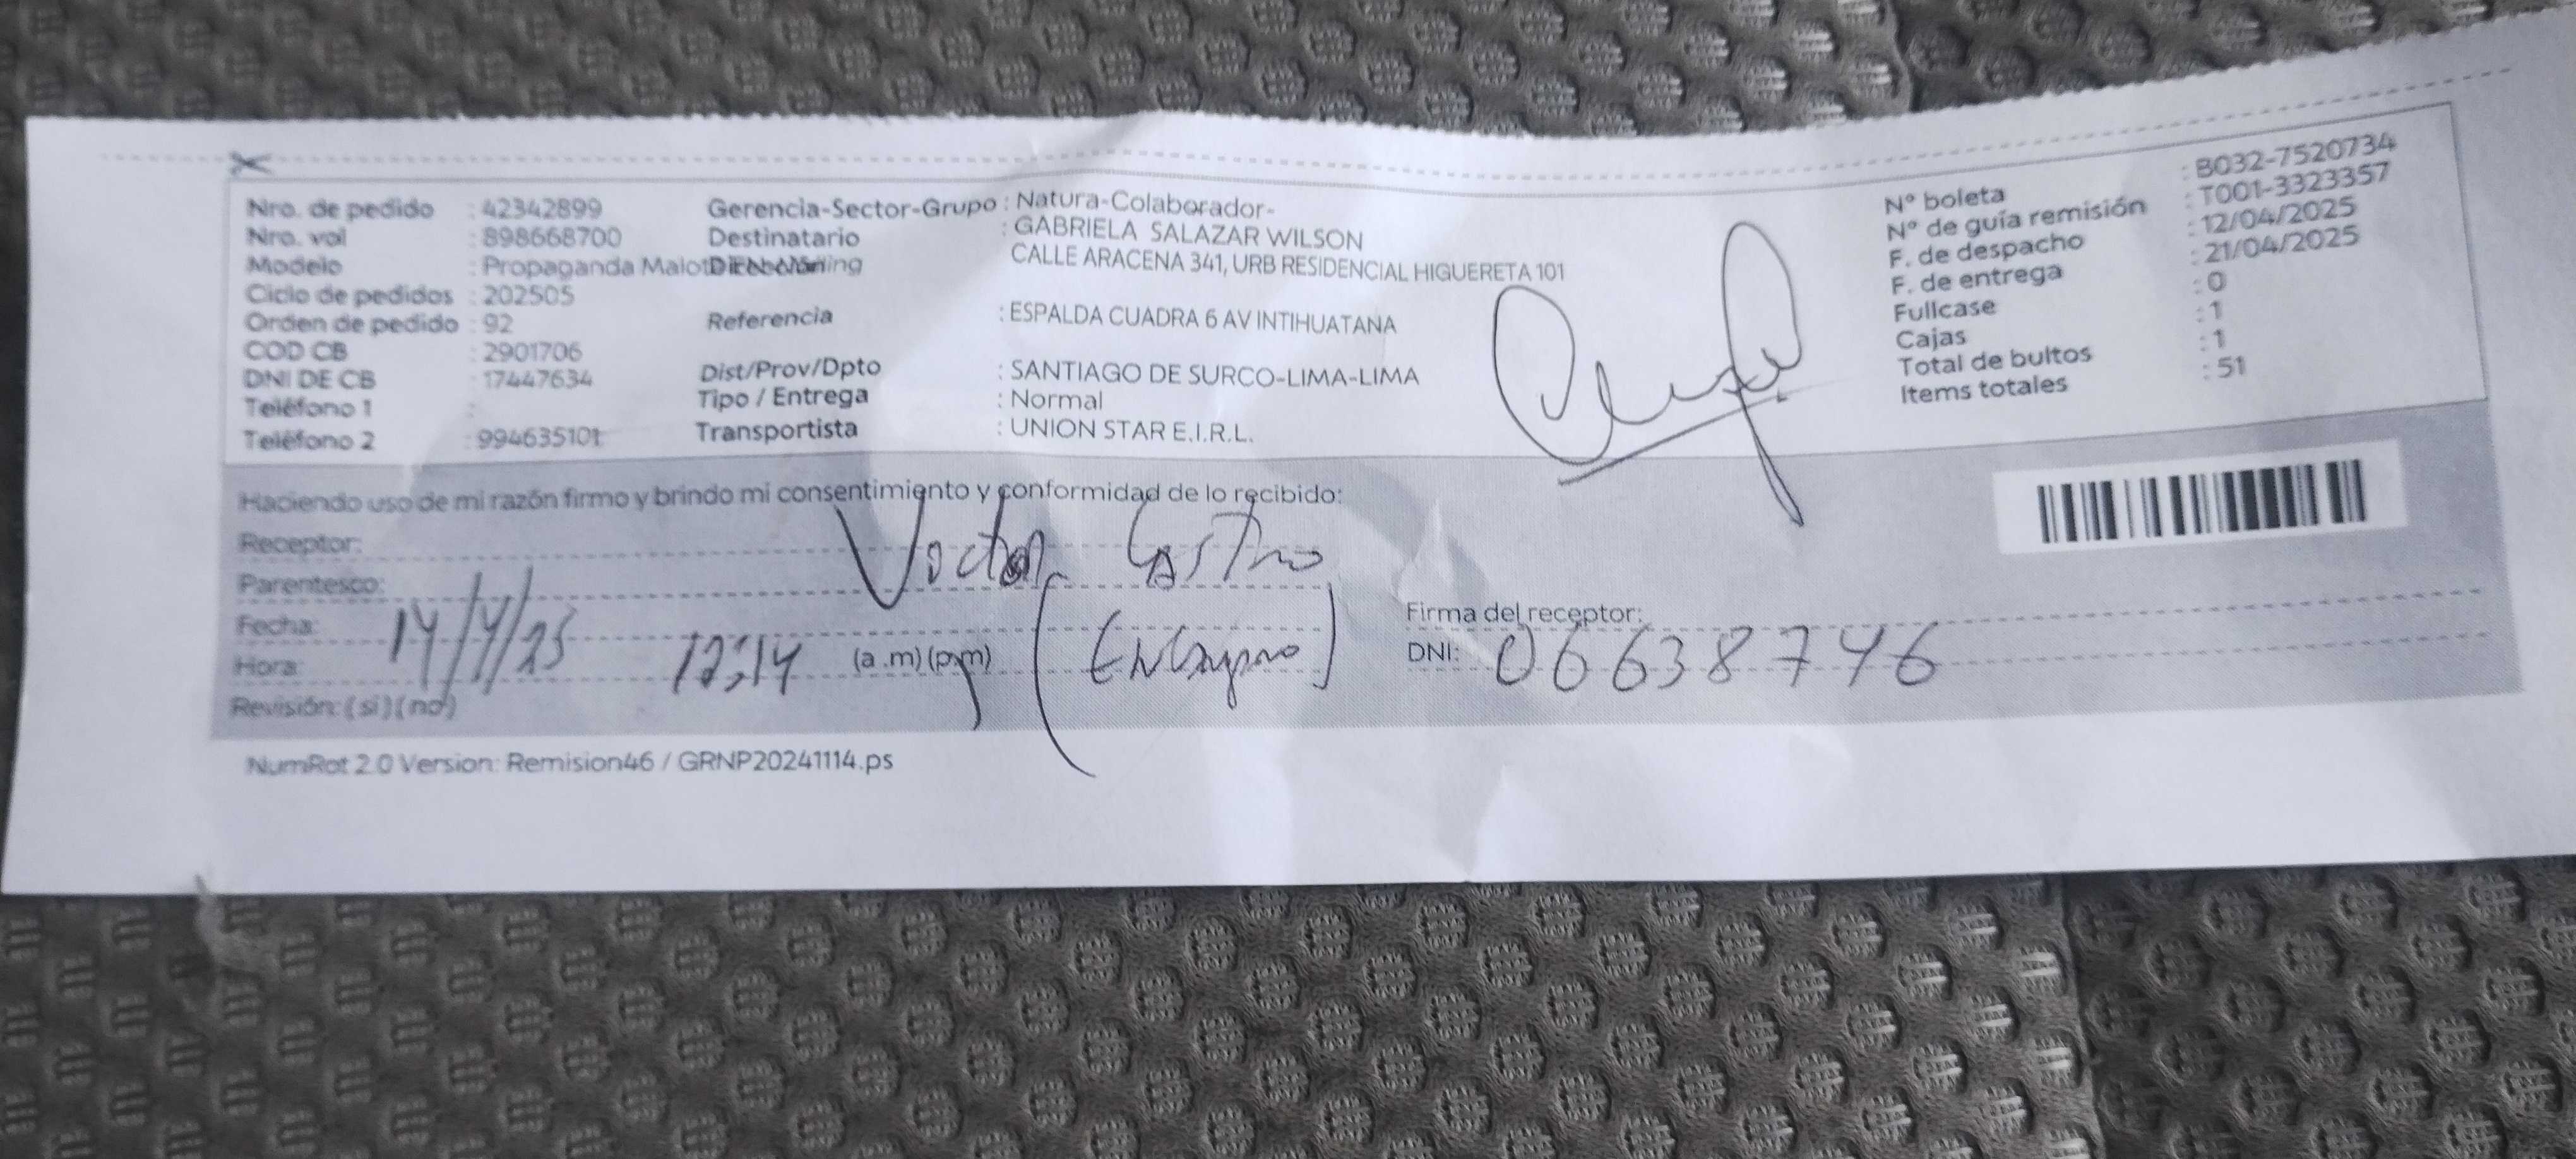 Nro. de pedido : 42342899
Nro. vol : 898668700
Modelo : Propaganda
Ciclo de pedidos : 202505
Orden de pedido : 92
COD CB : 2901706
DNI DE CB : 17447634
Teléfono 1 :
Teléfono 2 : 994635101
Gerencia-Sector-Grupo : Natura-Colaborador-
Destinatario : GABRIELA SALAZAR WILSON
CALLE ARACENA 341, URB RESIDENCIAL HIGUERETA 101
Referencia : ESPALDA CUADRA 6 AV INTIHUATANA
Dist/Prov/Dpto : SANTIAGO DE SURCO-LIMA-LIMA
Tipo / Entrega : Normal
Transportista : UNION STAR E.I.R.L.
N° boleta : B032-7520734
N° de guía remisión : T001-3323357
F. de despacho : 12/04/2025
F. de entrega : 21/04/2025
Fullcase : 0
Cajas : 1
Total de bultos : 1
Items totales : 51
Haciendo uso de mi razón firmo y brindo mi consentimiento y conformidad de lo recibido:
Receptor: Victor Castro
Parentesco:
Fecha: 14/4/25
Hora: 12:14 (a.m) (p.m)
Revisión: (si) (no)
Firma del receptor:
DNI: 06638746
NumRot 2.0 Version: Remision46 / GRNP20241114.ps